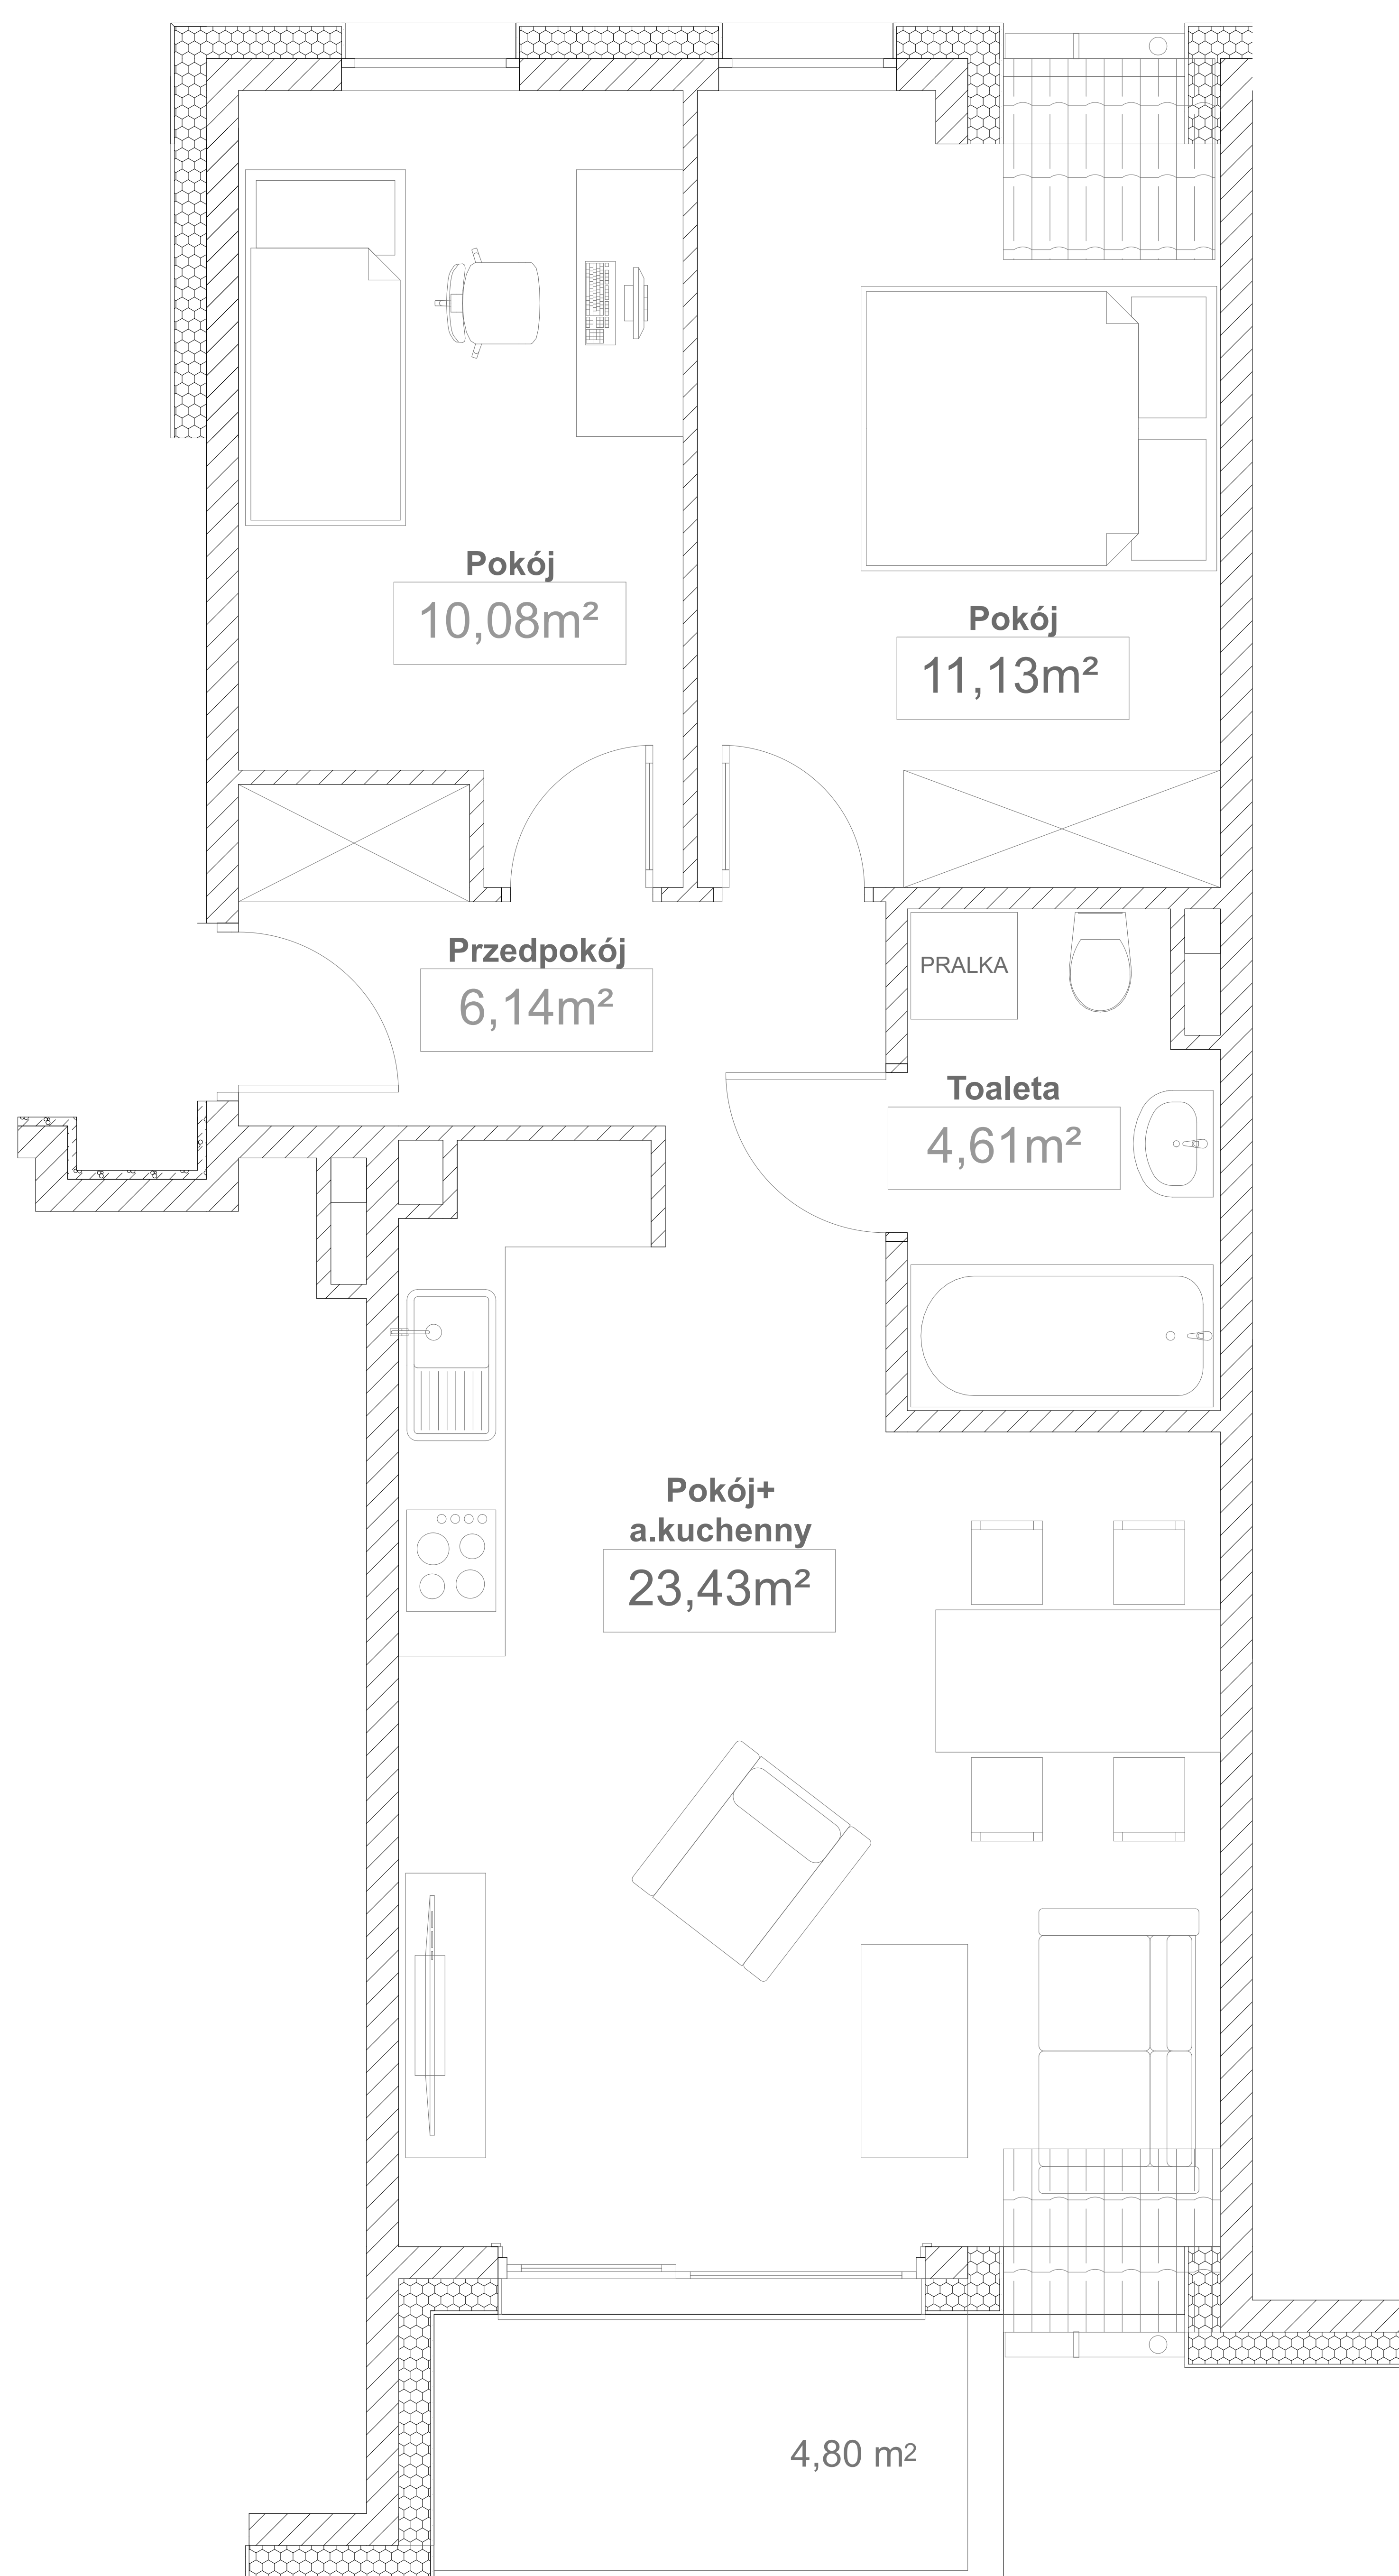 Pokój
10,08m²
Pokój
11,13m²
Przedpokój
6,14m²
PRALKA
Toaleta
4,61m²
Pokój+
a.kuchenny
23,43m²
4,80 m²